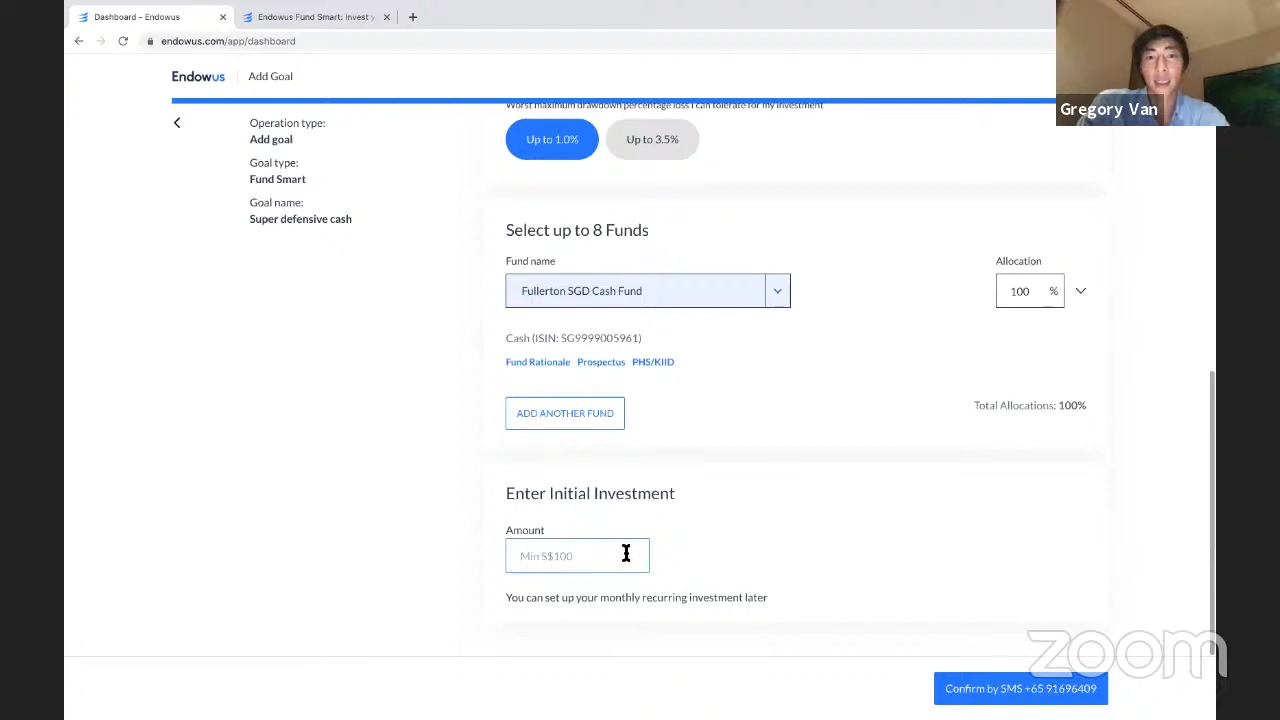 Dashboard - Endowus
Endowus Fund Smart: Invest y
endowus.com/app/dashboard
Endowus
Add Goal
Gregory Van
Worst maximum drawdown percentage loss I can tolerate for my investment
Operation type:
Add goal
Up to 1.0%
Up to 3.5%
Goal type:
Fund Smart
Goal name:
Super defensive cash
Select up to 8 Funds
Fund name
Allocation
Fullerton SGD Cash Fund
100 %
Cash (ISIN: SG9999005961)
Fund Rationale Prospectus PHS/KIID
ADD ANOTHER FUND
Total Allocations: 100%
Enter Initial Investment
Amount
Min S$100
You can set up your monthly recurring investment later
zoom
Confirm by SMS +65 91696409